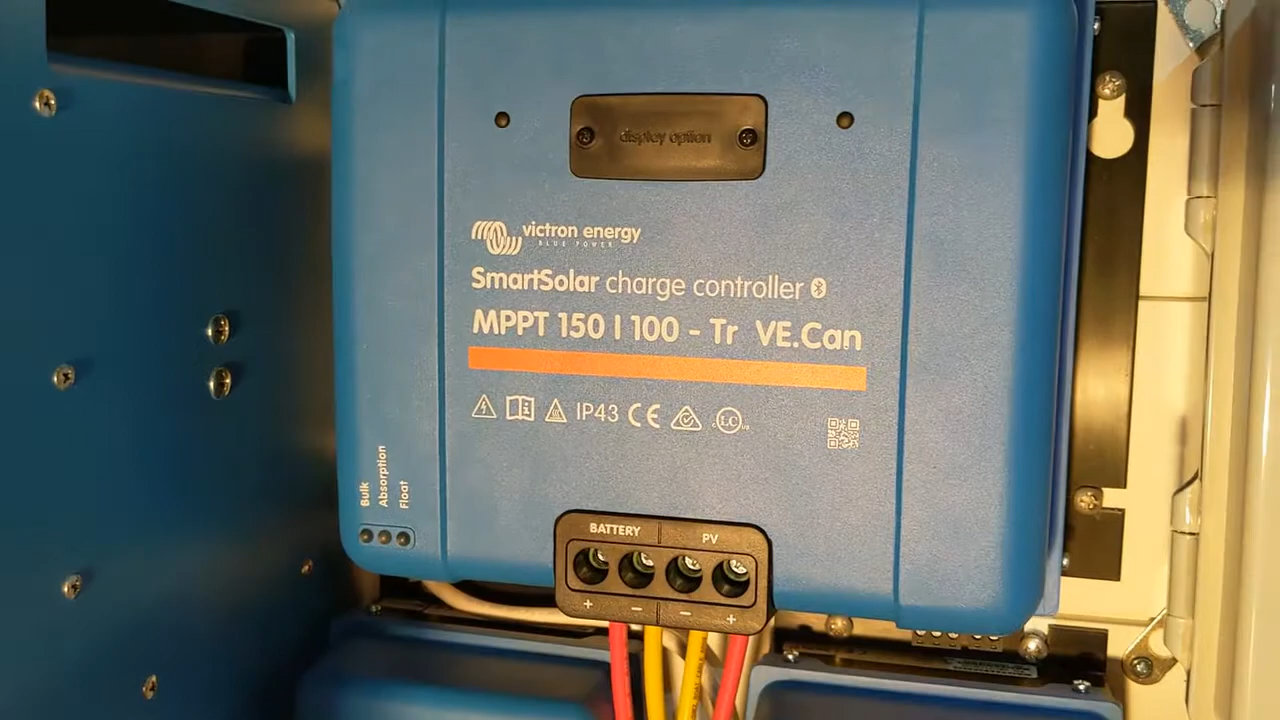 display option
victron energy
BLUE POWER
SmartSolar charge controller
MPPT 150 | 100 - Tr VE.Can
IP43 CE
LC
Bulk
Absorption
Float
BATTERY
PV
+ − − +